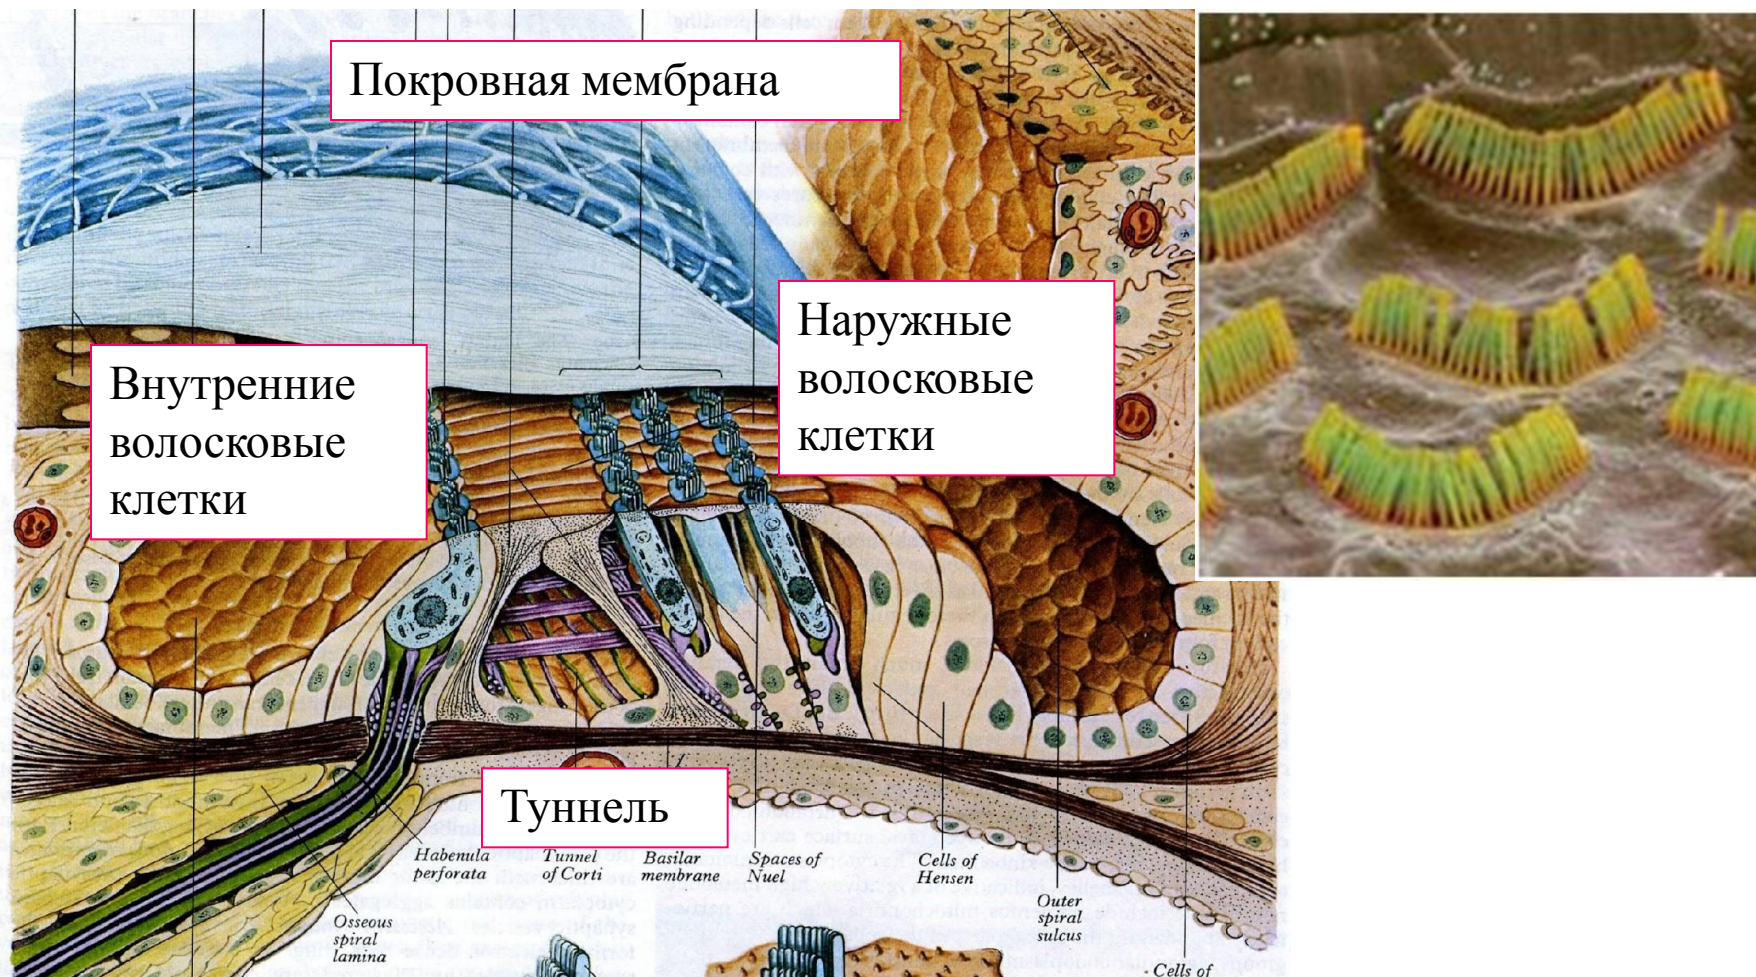 Покровная мембрана
Внутренние
волосковые
клетки
Наружные
волосковые
клетки
Туннель
Habenula
perforata
Tunnel
of Corti
Basilar
membrane
Spaces of
Nuel
Cells of
Hensen
Outer
spiral
sulcus
Osseous
spiral
lamina
Cells of